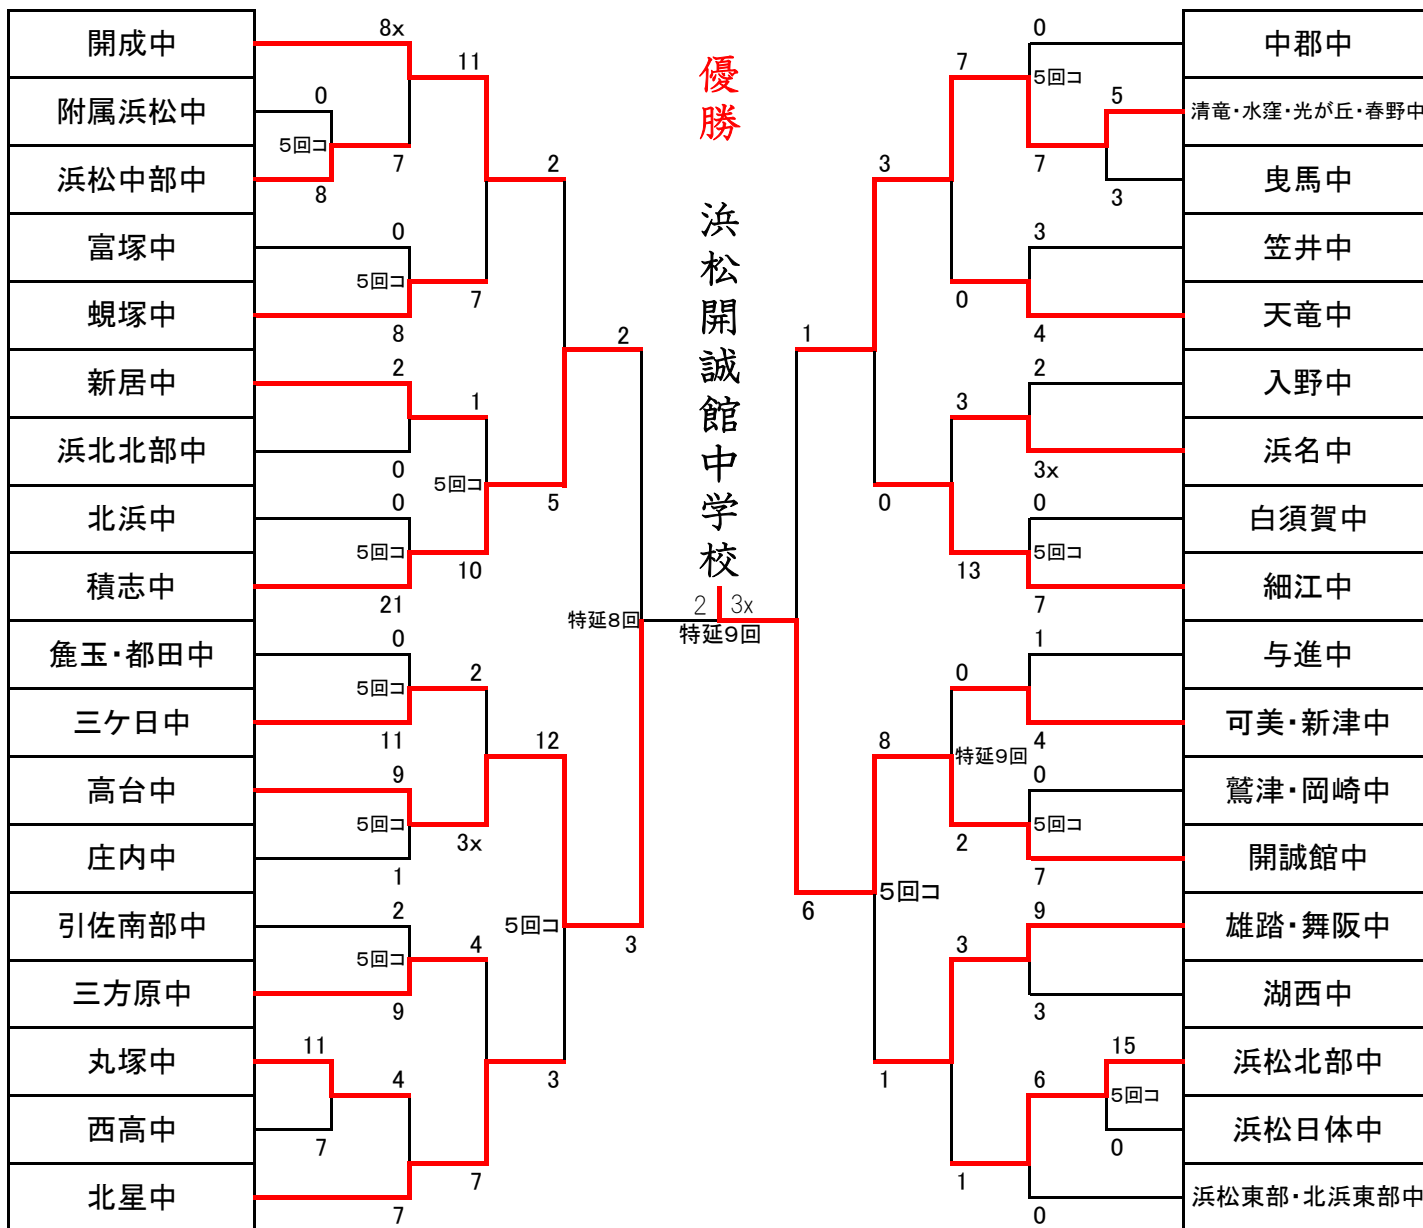 開成中
附属浜松中
浜松中部中
富塚中
蜆塚中
新居中
浜北北部中
北浜中
積志中
麁玉・都田中
三ケ日中
高台中
庄内中
引佐南部中
三方原中
丸塚中
西高中
北星中
8x
0
5回コ
8
7
0
5回コ
8
2
0
0
5回コ
21
0
5回コ
11
9
5回コ
1
2
5回コ
9
11
7
4
7
11
7
1
5回コ
10
2
3x
4
7
2
5
12
5回コ
3
2
特延8回
3
優勝
浜松開誠館中学校
2
3x
特延9回
1
6
3
0
8
5回コ
1
7
0
3
13
0
特延9回
2
3
1
0
5回コ
7
5
3
3
4
2
3x
0
5回コ
7
1
4
0
5回コ
7
9
3
15
5回コ
0
6
0
中郡中
清竜・水窪・光が丘・春野中
曳馬中
笠井中
天竜中
入野中
浜名中
白須賀中
細江中
与進中
可美・新津中
鷲津・岡崎中
開誠館中
雄踏・舞阪中
湖西中
浜松北部中
浜松日体中
浜松東部・北浜東部中